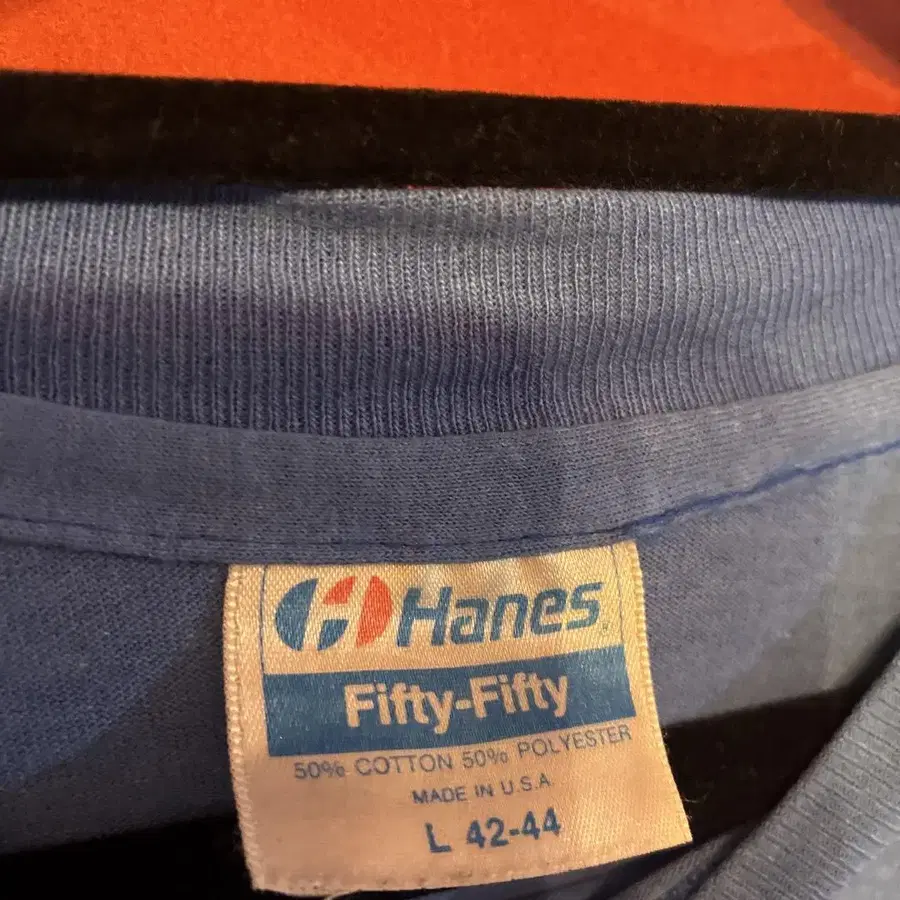 Hanes
Fifty-Fifty
50% COTTON 50% POLYESTER
MADE IN U.S.A.
L 42-44